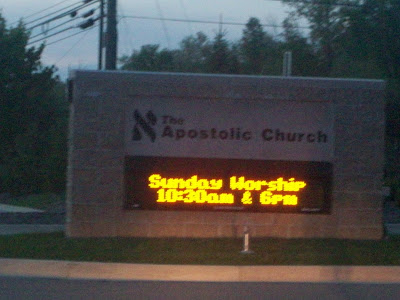 The
Apostolic Church
Sunday Worship
10:30am & 6pm